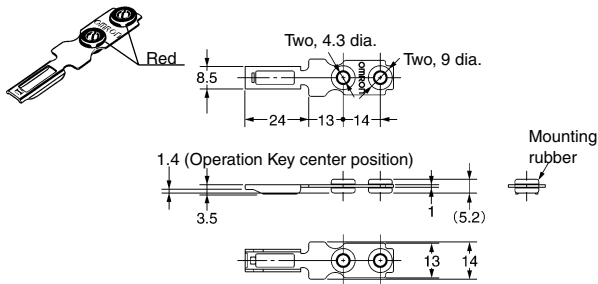 omron
Red
Two, 4.3 dia.
Two, 9 dia.
omron
8.5
24
13
14
Mounting
rubber
1.4 (Operation Key center position)
3.5
1
(5.2)
13
14